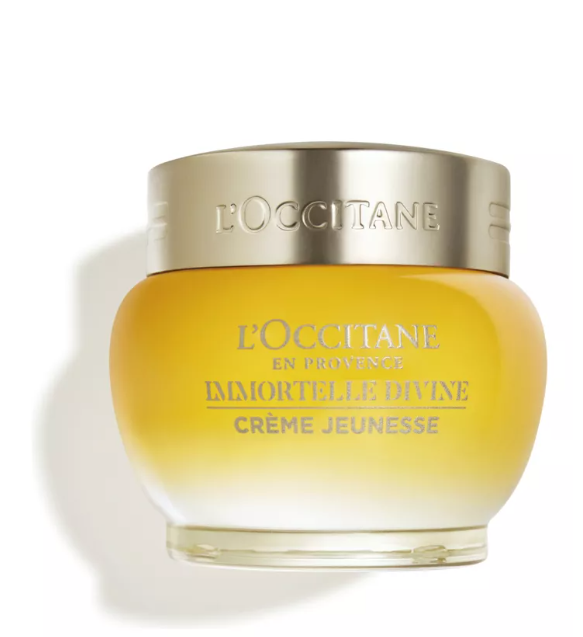 L'OCCITANE
L'OCCITANE
EN PROVENCE
IMMORTELLE DIVINE
CRÈME JEUNESSE